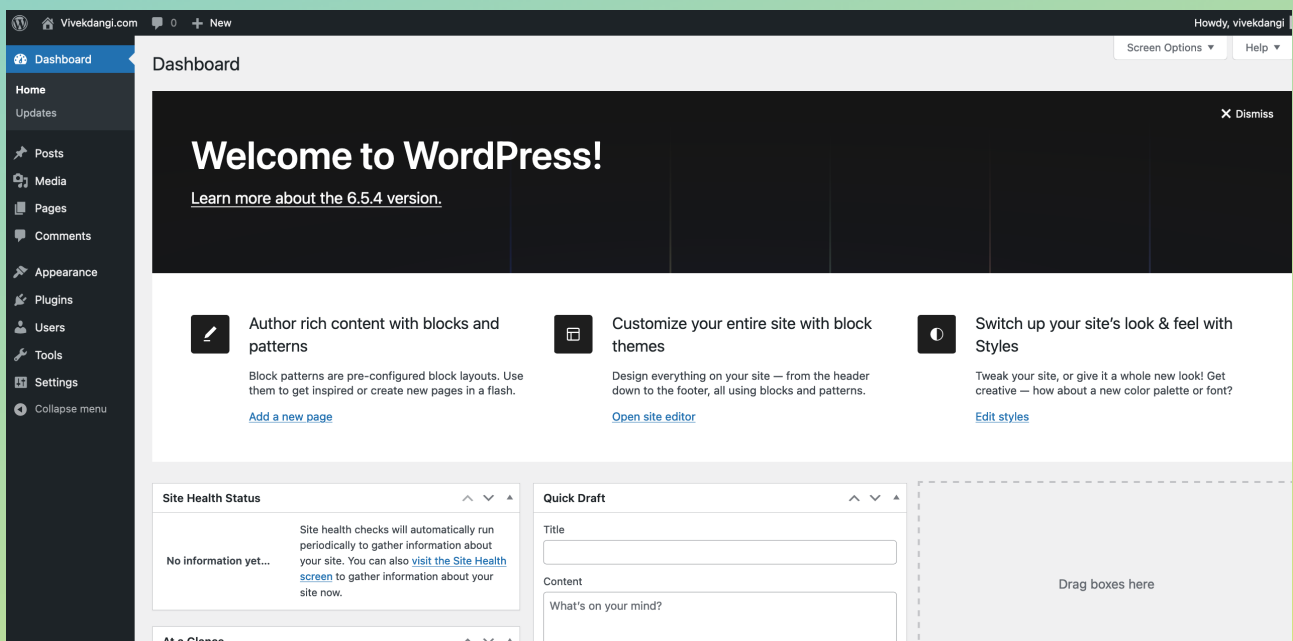 Vivekdangi.com 0 New Howdy, vivekdangi
Screen Options Help
Dashboard
Home
Updates
Posts
Media
Pages
Comments
Appearance
Plugins
Users
Tools
Settings
Collapse menu
Dashboard
Dismiss
Welcome to WordPress!
Learn more about the 6.5.4 version.
Author rich content with blocks and
patterns
Block patterns are pre-configured block layouts. Use
them to get inspired or create new pages in a flash.
Add a new page
Customize your entire site with block
themes
Design everything on your site — from the header
down to the footer, all using blocks and patterns.
Open site editor
Switch up your site's look & feel with
Styles
Tweak your site, or give it a whole new look! Get
creative — how about a new color palette or font?
Edit styles
Site Health Status
No information yet...
Site health checks will automatically run
periodically to gather information about
your site. You can also visit the Site Health
screen to gather information about your
site now.
At a Glance
Quick Draft
Title
Content
What's on your mind?
Drag boxes here